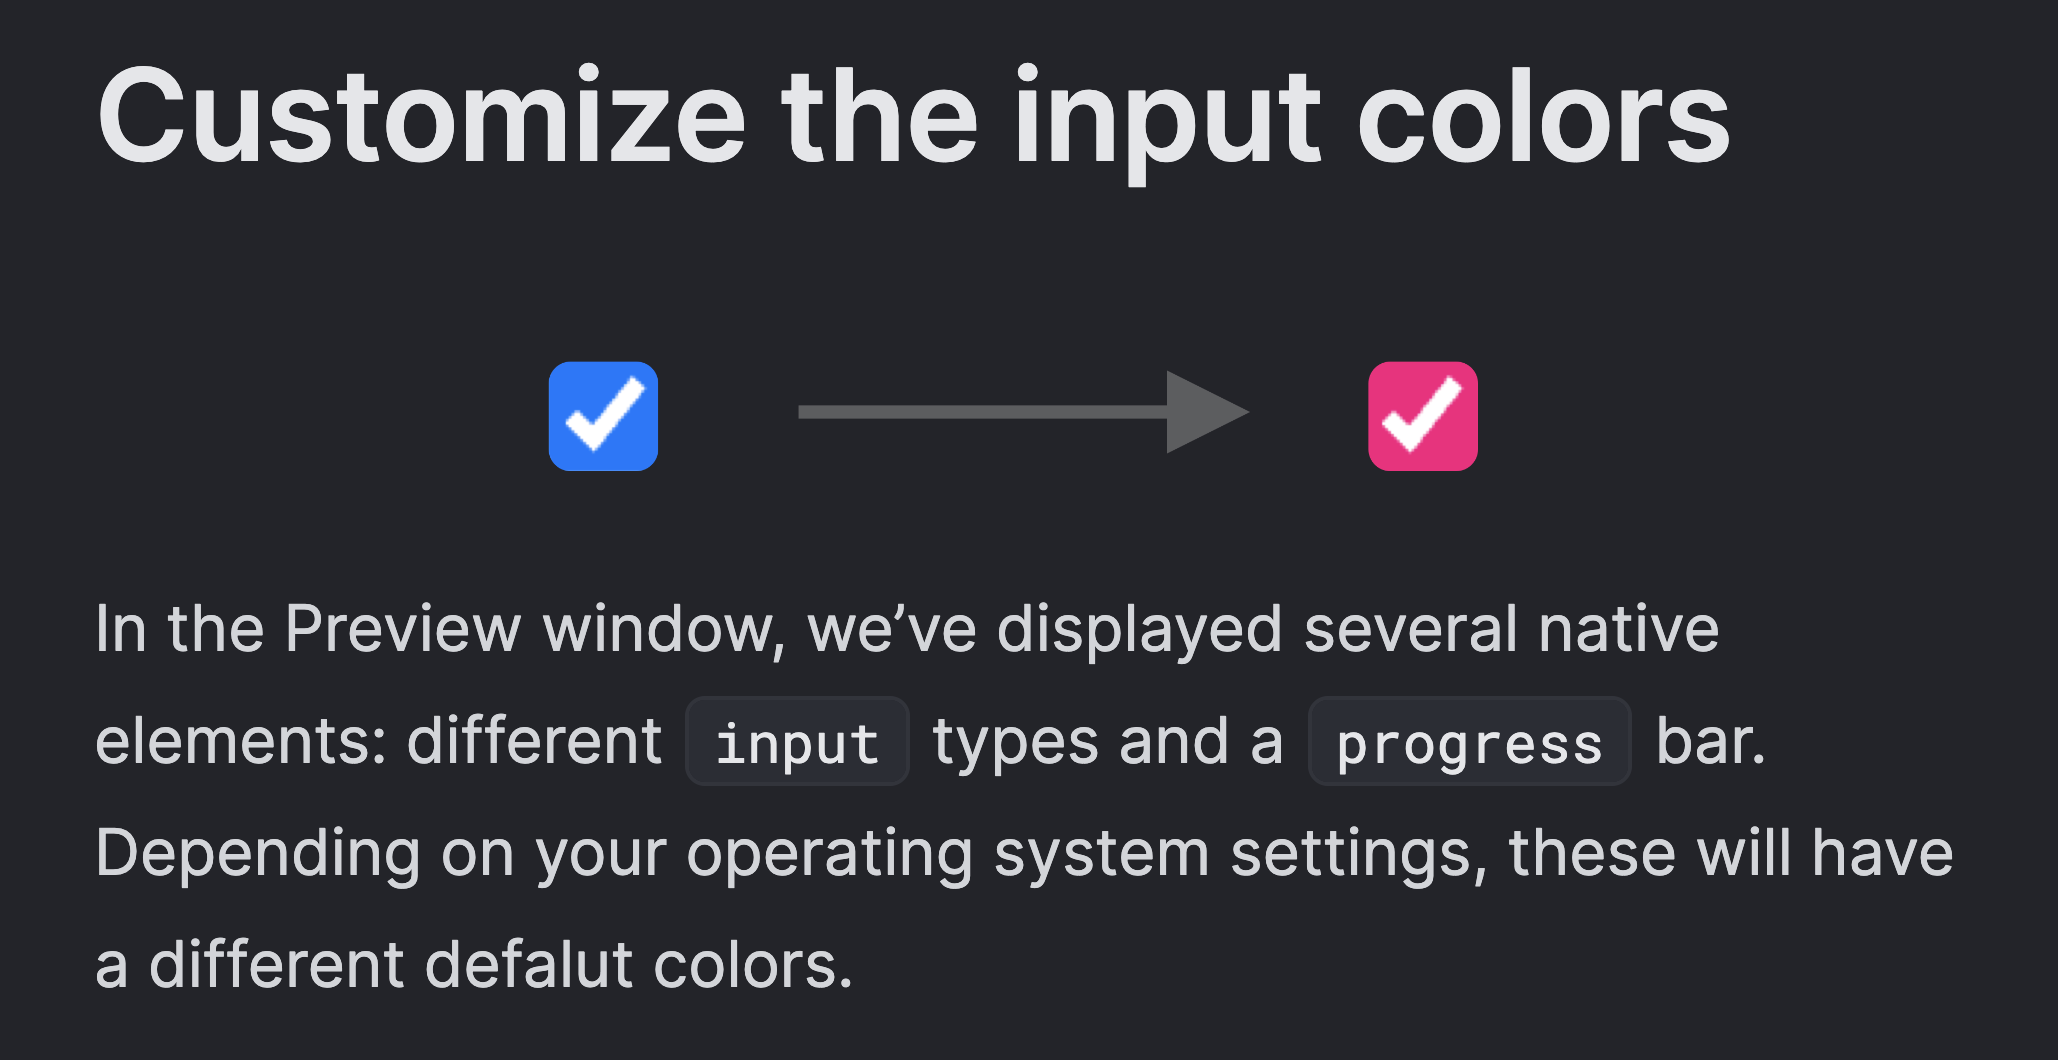 Customize the input colors
In the Preview window, we’ve displayed several native
elements: different input types and a progress bar.
Depending on your operating system settings, these will have
a different defalut colors.